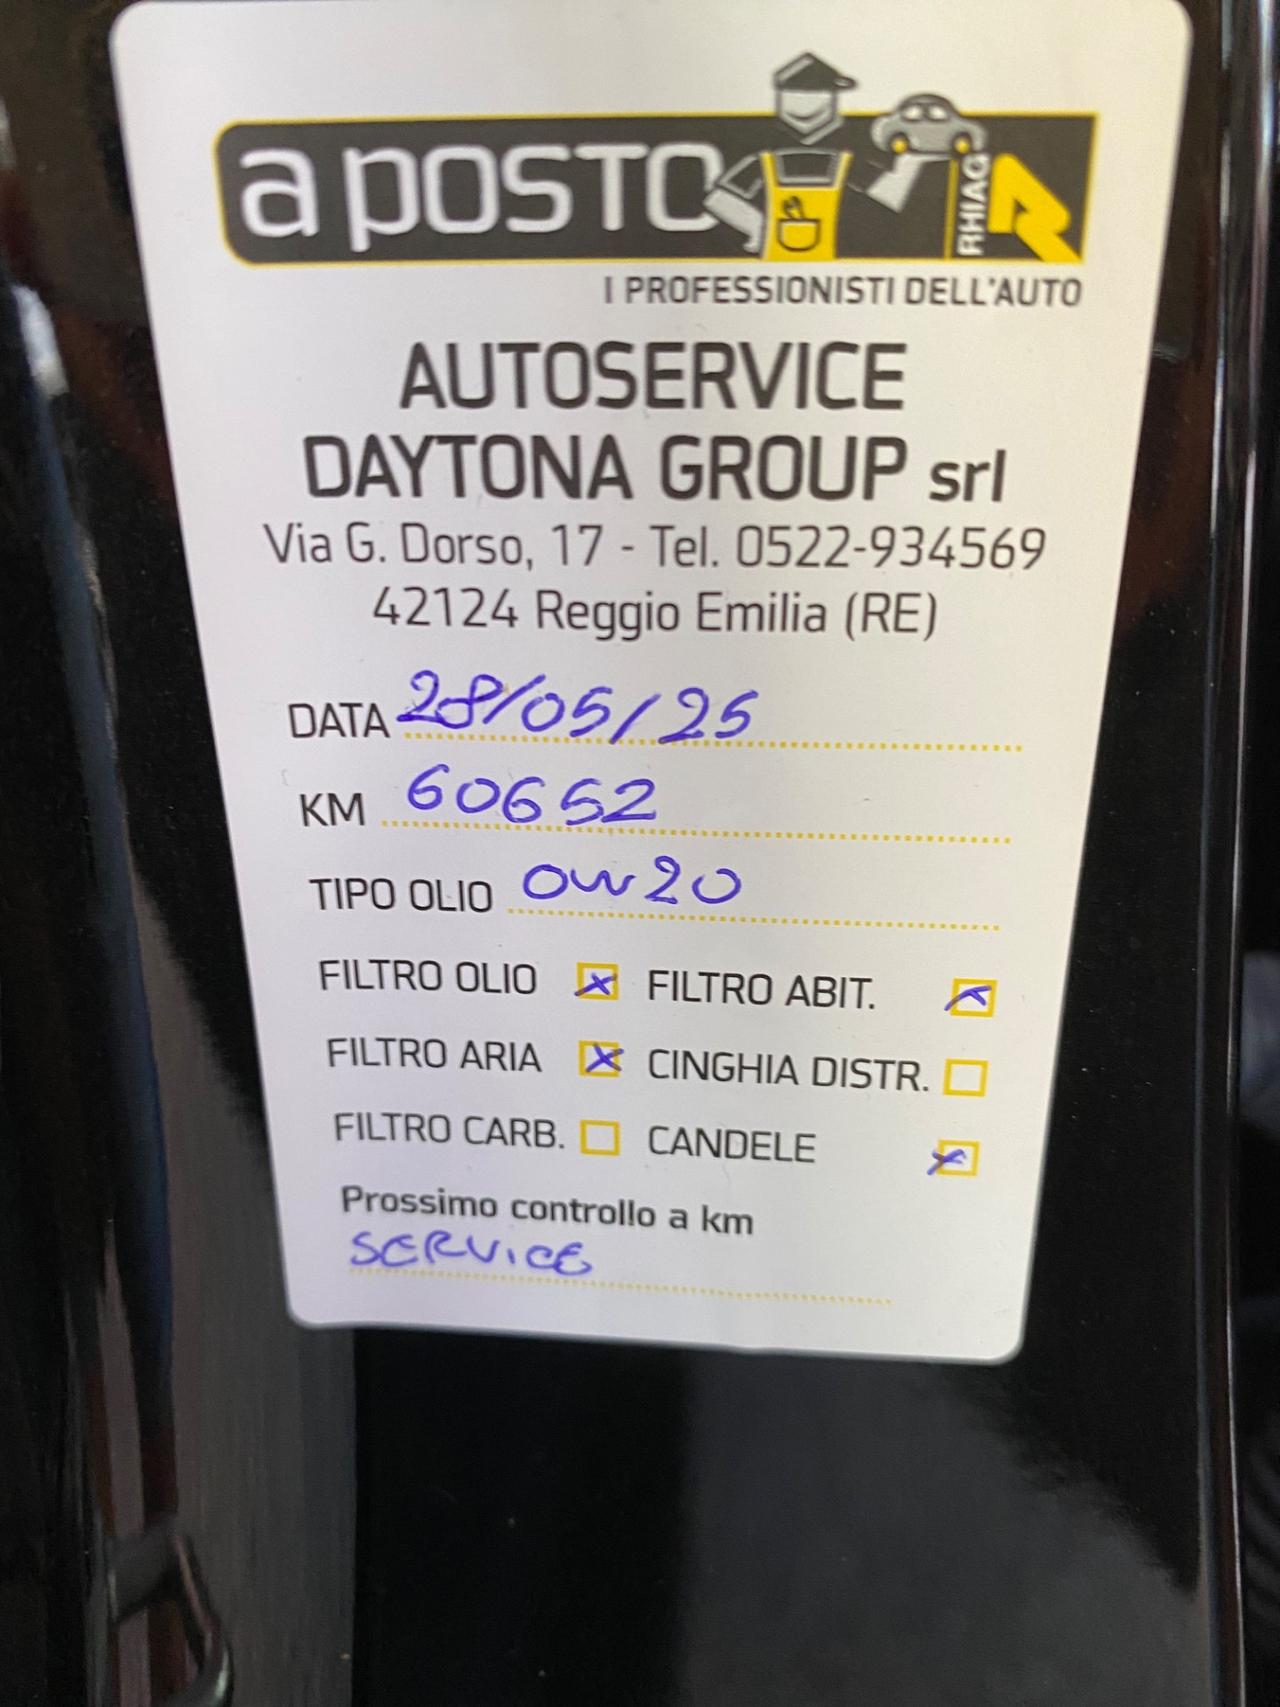 a posto
RHIAG
I PROFESSIONISTI DELL'AUTO
AUTOSERVICE
DAYTONA GROUP srl
Via G. Dorso, 17 - Tel. 0522-934569
42124 Reggio Emilia (RE)
DATA 28/05/25
KM 60652
TIPO OLIO 0W20
FILTRO OLIO x FILTRO ABIT. x
FILTRO ARIA x CINGHIA DISTR.
FILTRO CARB. CANDELE x
Prossimo controllo a km
SERVICE